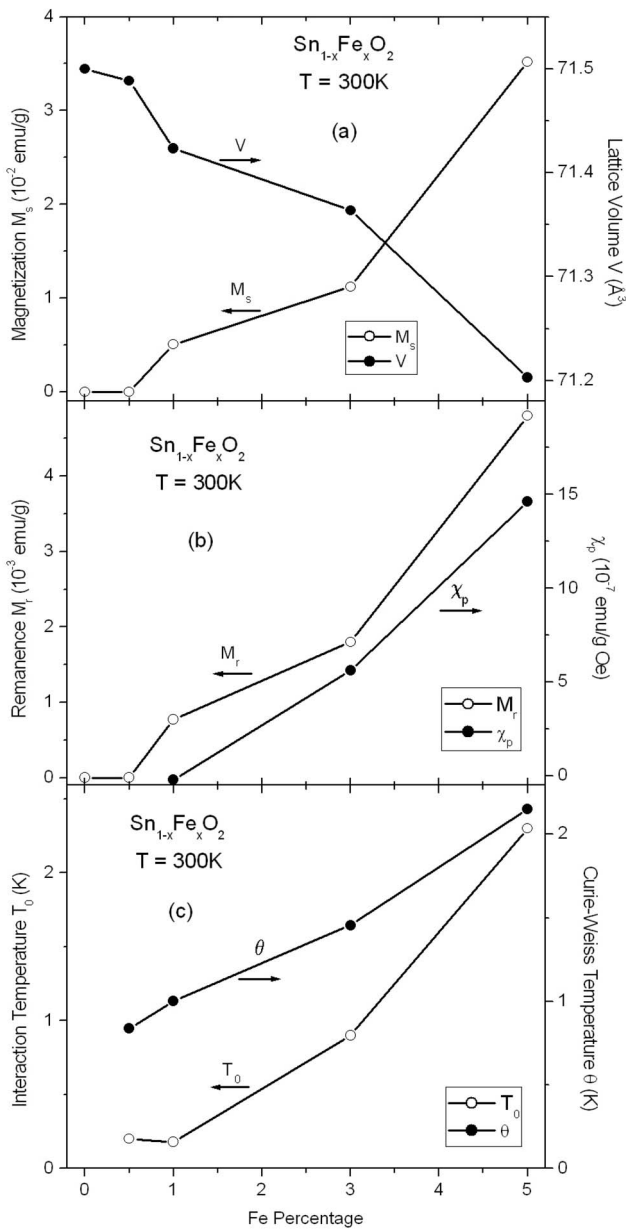 Sn1-xFexO2
T = 300K
(a)
V
Ms
Ms
V
4
3
2
1
0
Magnetization Ms (10-2 emu/g)
71.5
71.4
71.3
71.2
Lattice Volume V (Å3)
Sn1-xFexO2
T = 300K
(b)
χp
Mr
Mr
χp
4
3
2
1
0
Remanence Mr (10-3 emu/g)
15
10
5
0
χp (10-7 emu/g Oe)
Sn1-xFexO2
T = 300K
(c)
θ
T0
T0
θ
2
1
0
Interaction Temperature T0 (K)
2
1
0
Curie-Weiss Temperature θ (K)
0 1 2 3 4 5
Fe Percentage